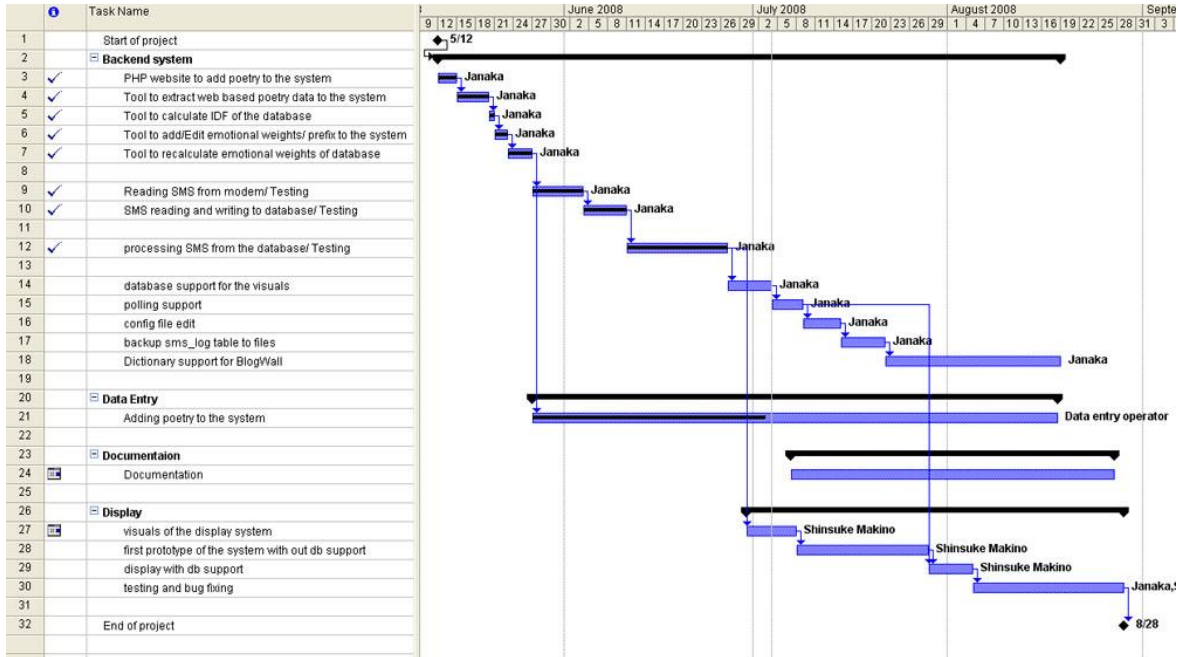 Task Name
: June 2008 July 2008 August 2008 Septe
9 12 15 18 21 24 27 30 2 5 8 11 14 17 20 23 26 29 2 5 8 11 14 17 20 23 26 29 1 4 7 10 13 16 19 22 25 28 31 3
1 Start of project 5/12
2 Backend system
3 PHP website to add poetry to the system Janaka
4 Tool to extract web based poetry data to the system Janaka
5 Tool to calculate IDF of the database Janaka
6 Tool to add/Edit emotional weights/ prefix to the system Janaka
7 Tool to recalculate emotional weights of database Janaka
8
9 Reading SMS from modem/ Testing Janaka
10 SMS reading and writing to database/ Testing Janaka
11
12 processing SMS from the database/ Testing Janaka
13
14 database support for the visuals Janaka
15 polling support Janaka
16 config file edit Janaka
17 backup sms_log table to files Janaka
18 Dictionary support for BlogWall Janaka
19
20 Data Entry
21 Adding poetry to the system Data entry operator
22
23 Documentaion
24 Documentation
25
26 Display
27 visuals of the display system Shinsuke Makino
28 first prototype of the system with out db support Shinsuke Makino
29 display with db support Shinsuke Makino
30 testing and bug fixing Janaka,S
31
32 End of project 8/28